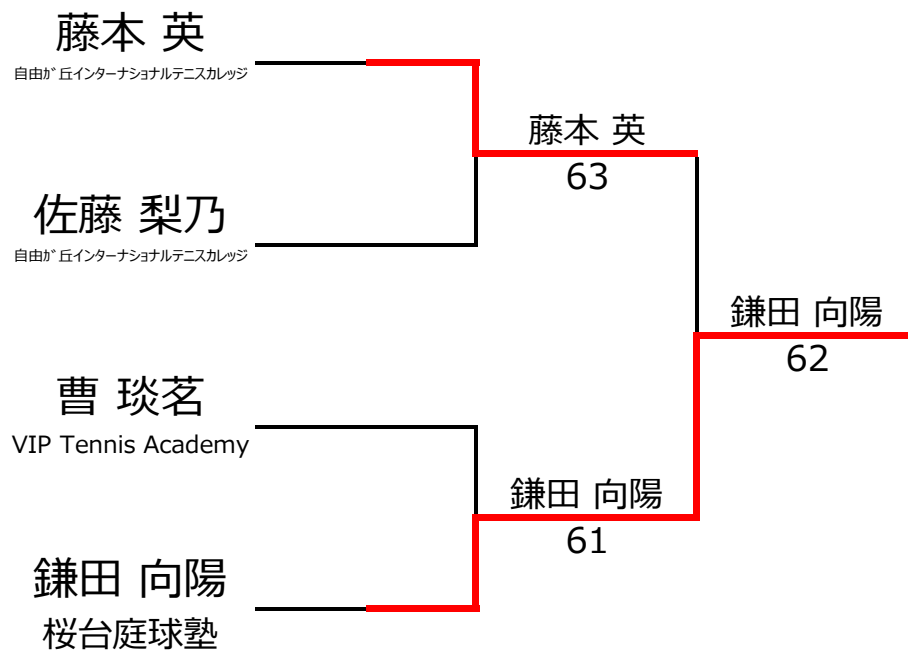 藤本 英
自由ｶﾞ丘インターナショナルテニスカレッジ
藤本 英
63
佐藤 梨乃
自由ｶﾞ丘インターナショナルテニスカレッジ
鎌田 向陽
62
曹 琰茗
VIP Tennis Academy
鎌田 向陽
61
鎌田 向陽
桜台庭球塾